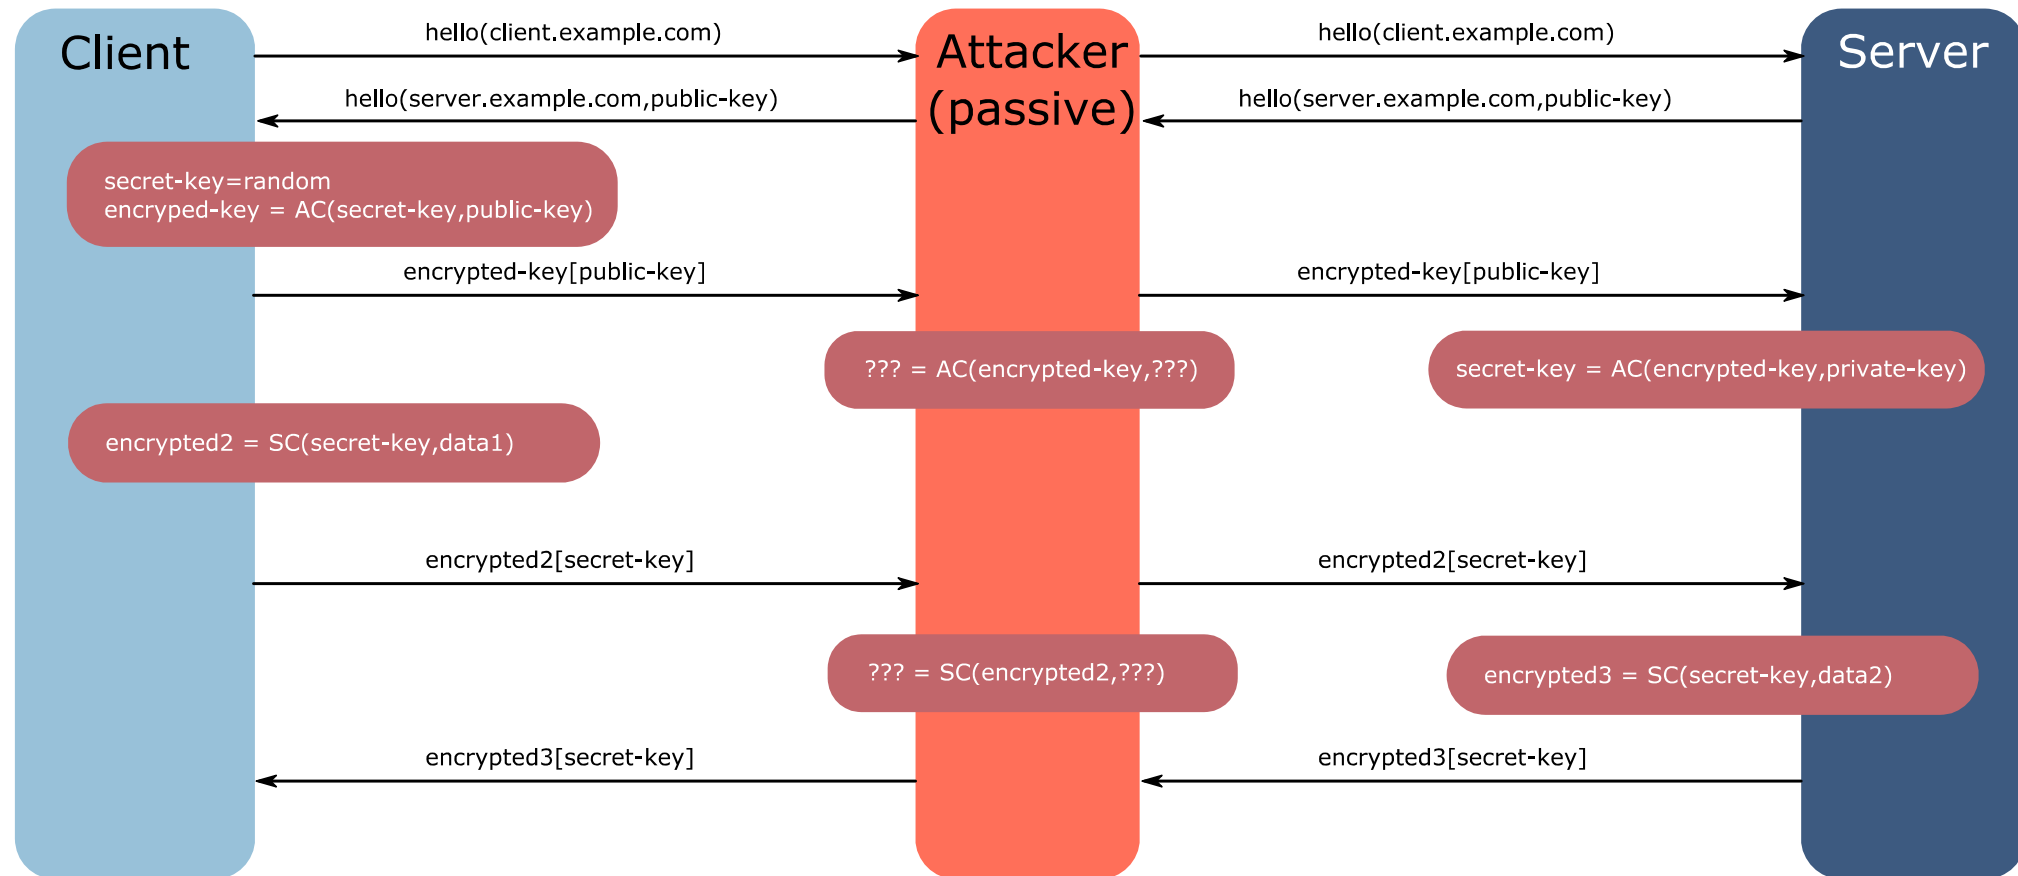 Client
Attacker
(passive)
Server
hello(client.example.com)
hello(client.example.com)
hello(server.example.com,public-key)
hello(server.example.com,public-key)
secret-key=random
encryped-key = AC(secret-key,public-key)
encrypted-key[public-key]
encrypted-key[public-key]
??? = AC(encrypted-key,???)
secret-key = AC(encrypted-key,private-key)
encrypted2 = SC(secret-key,data1)
encrypted2[secret-key]
encrypted2[secret-key]
??? = SC(encrypted2,???)
encrypted3 = SC(secret-key,data2)
encrypted3[secret-key]
encrypted3[secret-key]